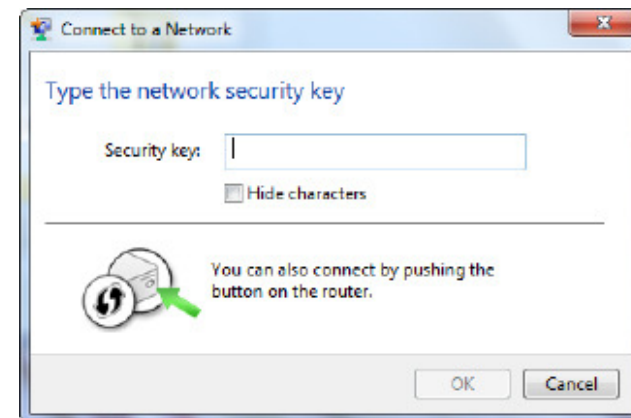 Connect to a Network
Type the network security key
Security key:
Hide characters
You can also connect by pushing the
button on the router.
OK
Cancel